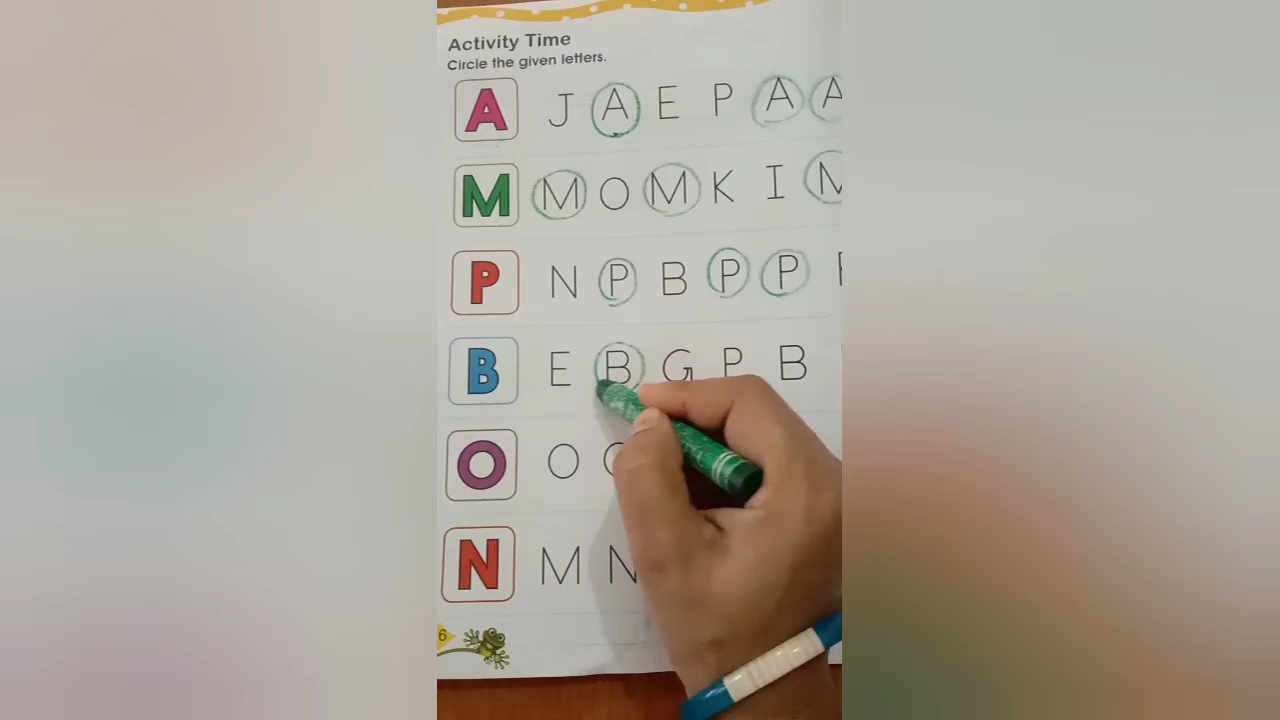 Activity Time
Circle the given letters.
A J A E P A A
M M O M K I M
P N P B P P
B E B G P B
O O
N M N
6